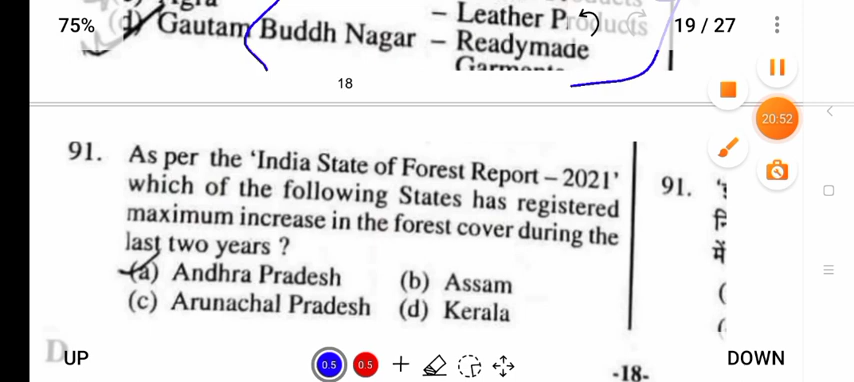 75%
(d) Gautam Buddh Nagar – Readymade
– Leather Products
19 / 27
18
20:52
91. As per the ‘India State of Forest Report – 2021’
which of the following States has registered
maximum increase in the forest cover during the
last two years ?
(a) Andhra Pradesh (b) Assam
(c) Arunachal Pradesh (d) Kerala
91.
में
UP
0.5 0.5
DOWN
-18-